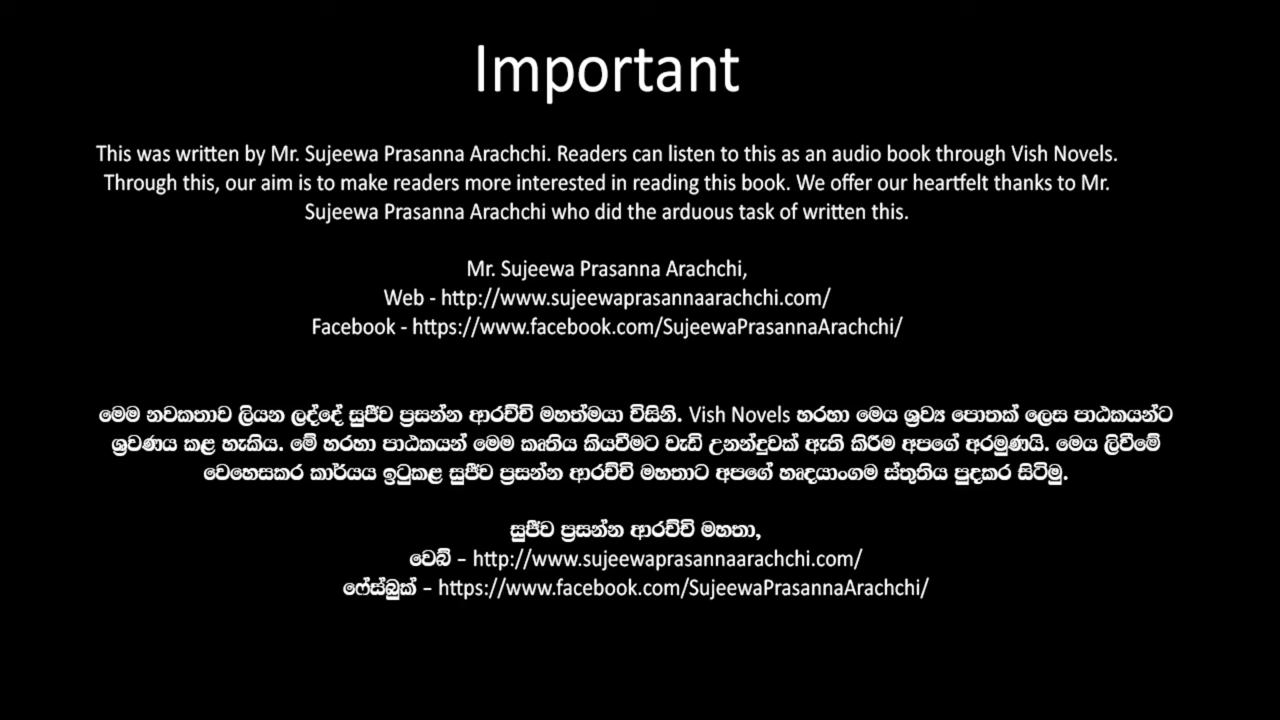 Important
This was written by Mr. Sujeewa Prasanna Arachchi. Readers can listen to this as an audio book through Vish Novels.
Through this, our aim is to make readers more interested in reading this book. We offer our heartfelt thanks to Mr.
Sujeewa Prasanna Arachchi who did the arduous task of written this.
Mr. Sujeewa Prasanna Arachchi,
Web - http://www.sujeewaprasannaarachchi.com/
Facebook - https://www.facebook.com/SujeewaPrasannaArachchi/
මෙම නවකතාව ලියන ලද්දේ සුජීව ප්‍රසන්න ආරච්චි මහත්මයා විසිනි. Vish Novels හරහා මෙය ශ්‍රව්‍ය පොතක් ලෙස පාඨකයන්ට
ශ්‍රවණය කළ හැකිය. මේ හරහා පාඨකයන් මෙම කෘතිය කියවීමට වැඩි උනන්දුවක් ඇති කිරීම අපගේ අරමුණයි. මෙය ලිවීමේ
වෙහෙසකර කාර්යය ඉටුකළ සුජීව ප්‍රසන්න ආරච්චි මහතාට අපගේ හෘදයාංගම ස්තුතිය පුදකර සිටිමු.
සුජීව ප්‍රසන්න ආරච්චි මහතා,
වෙබ් – http://www.sujeewaprasannaarachchi.com/
ෆේස්බුක් – https://www.facebook.com/SujeewaPrasannaArachchi/